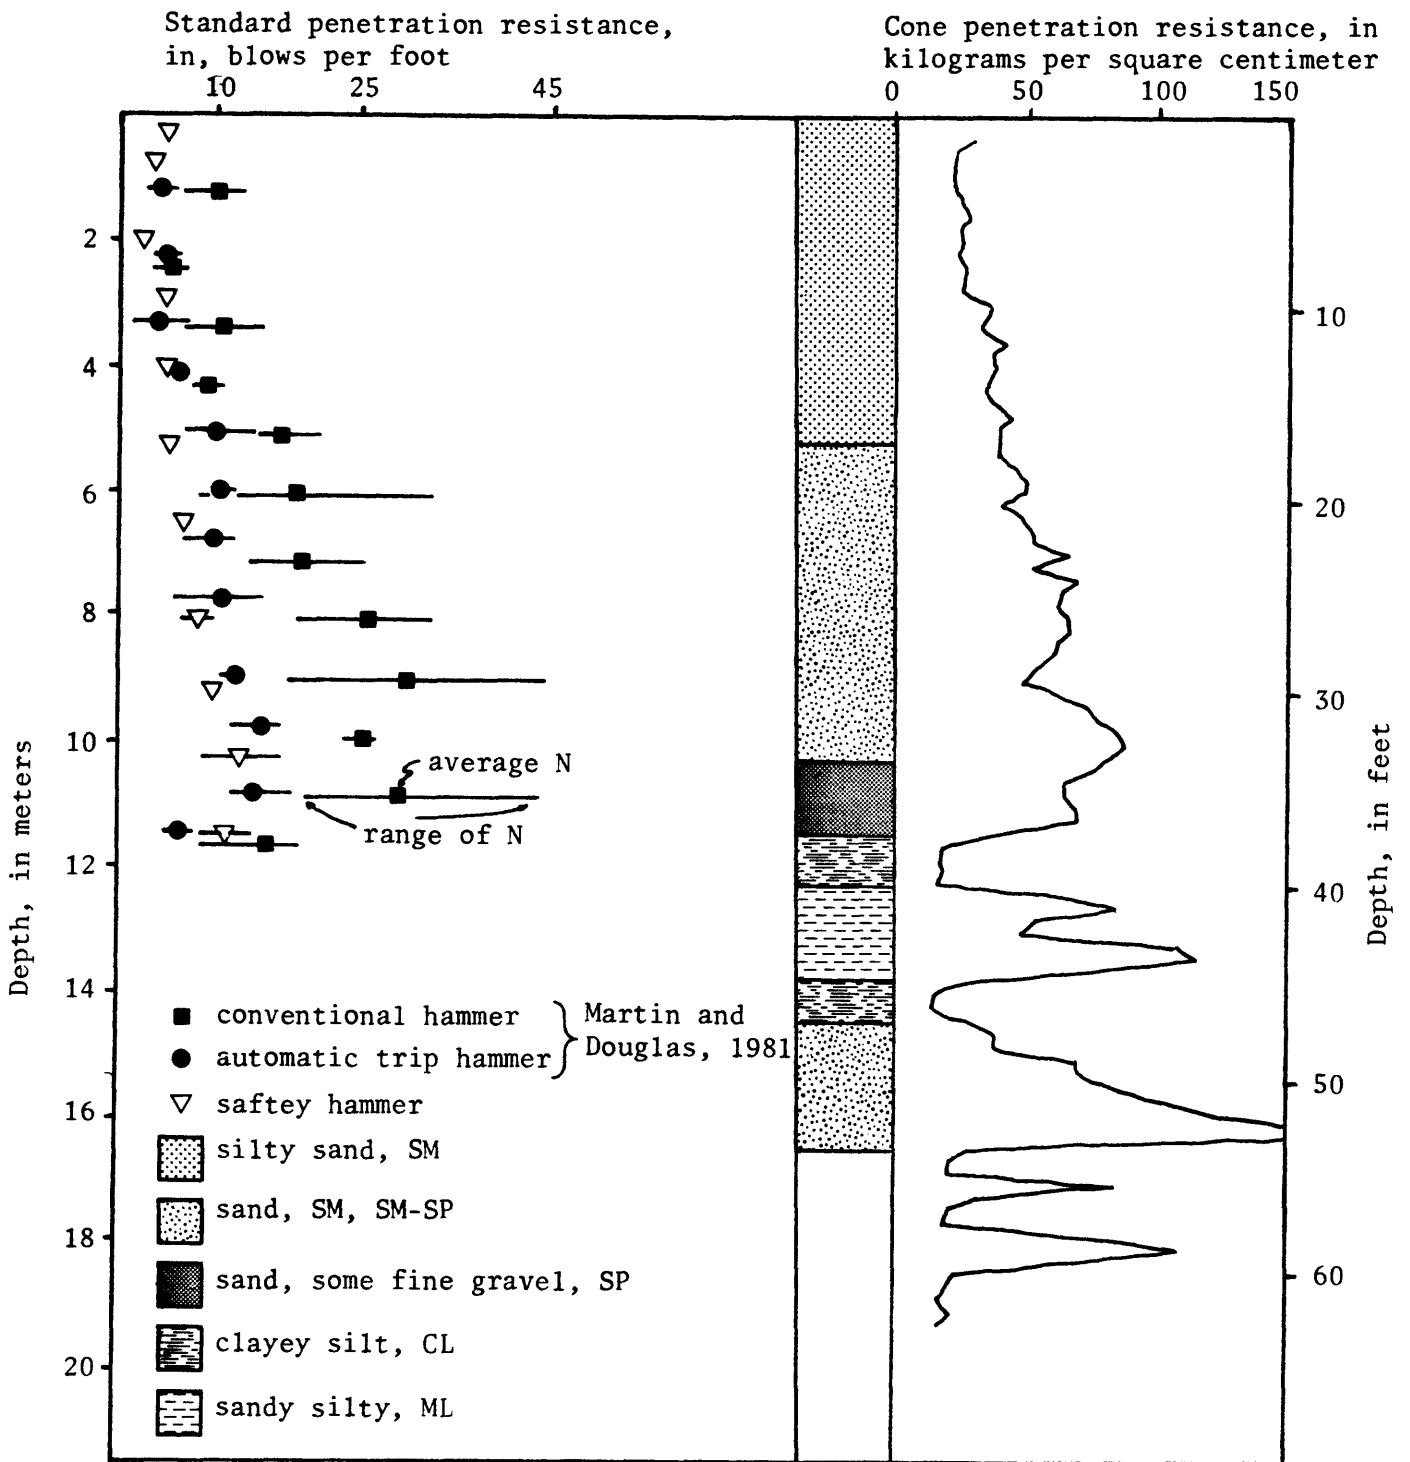 Standard penetration resistance,
in, blows per foot
10 25 45
Cone penetration resistance, in
kilograms per square centimeter
0 50 100 150
2
4
6
8
10
12
14
16
18
20
Depth, in meters
average N
range of N
conventional hammer
automatic trip hammer
Martin and
Douglas, 1981
saftey hammer
silty sand, SM
sand, SM, SM-SP
sand, some fine gravel, SP
clayey silt, CL
sandy silty, ML
10
20
30
40
50
60
Depth, in feet